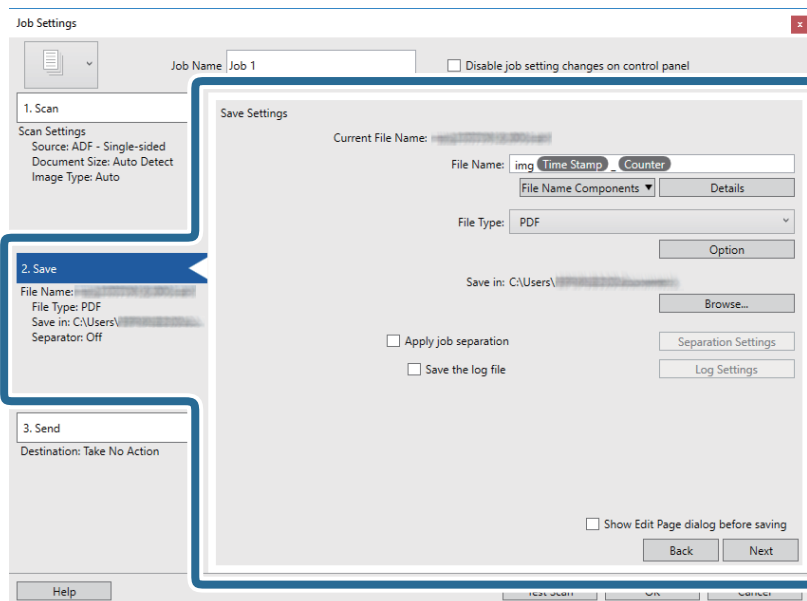 Job Settings
x
Job Name Job 1
Disable job setting changes on control panel
1. Scan
Scan Settings
Source: ADF - Single-sided
Document Size: Auto Detect
Image Type: Auto
2. Save
File Name:
File Type: PDF
Save in: C:\Users\
Separator: Off
3. Send
Destination: Take No Action
Save Settings
Current File Name:
File Name: img Time Stamp _ Counter
File Name Components ▼ Details
File Type: PDF
Option
Save in: C:\Users\
Browse...
Apply job separation Separation Settings
Save the log file Log Settings
Show Edit Page dialog before saving
Back Next
Help Test Scan OK Cancel